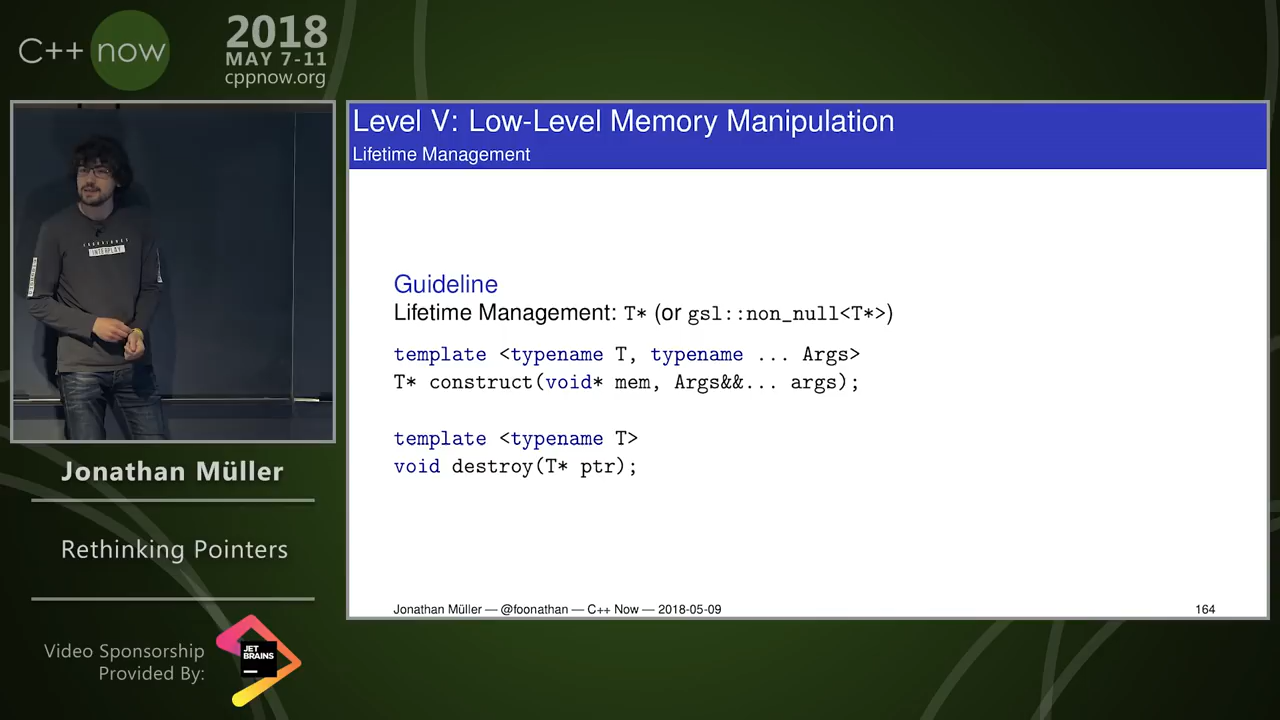 C++ now
2018
MAY 7-11
cppnow.org
Level V: Low-Level Memory Manipulation
Lifetime Management
INTERPLAY
Guideline
Lifetime Management: T* (or gsl::non_null<T*>)
template <typename T, typename ... Args>
T* construct(void* mem, Args&&... args);
template <typename T>
void destroy(T* ptr);
Jonathan Müller — @foonathan — C++ Now — 2018-05-09
164
Jonathan Müller
Rethinking Pointers
Video Sponsorship
Provided By:
JET
BRAINS